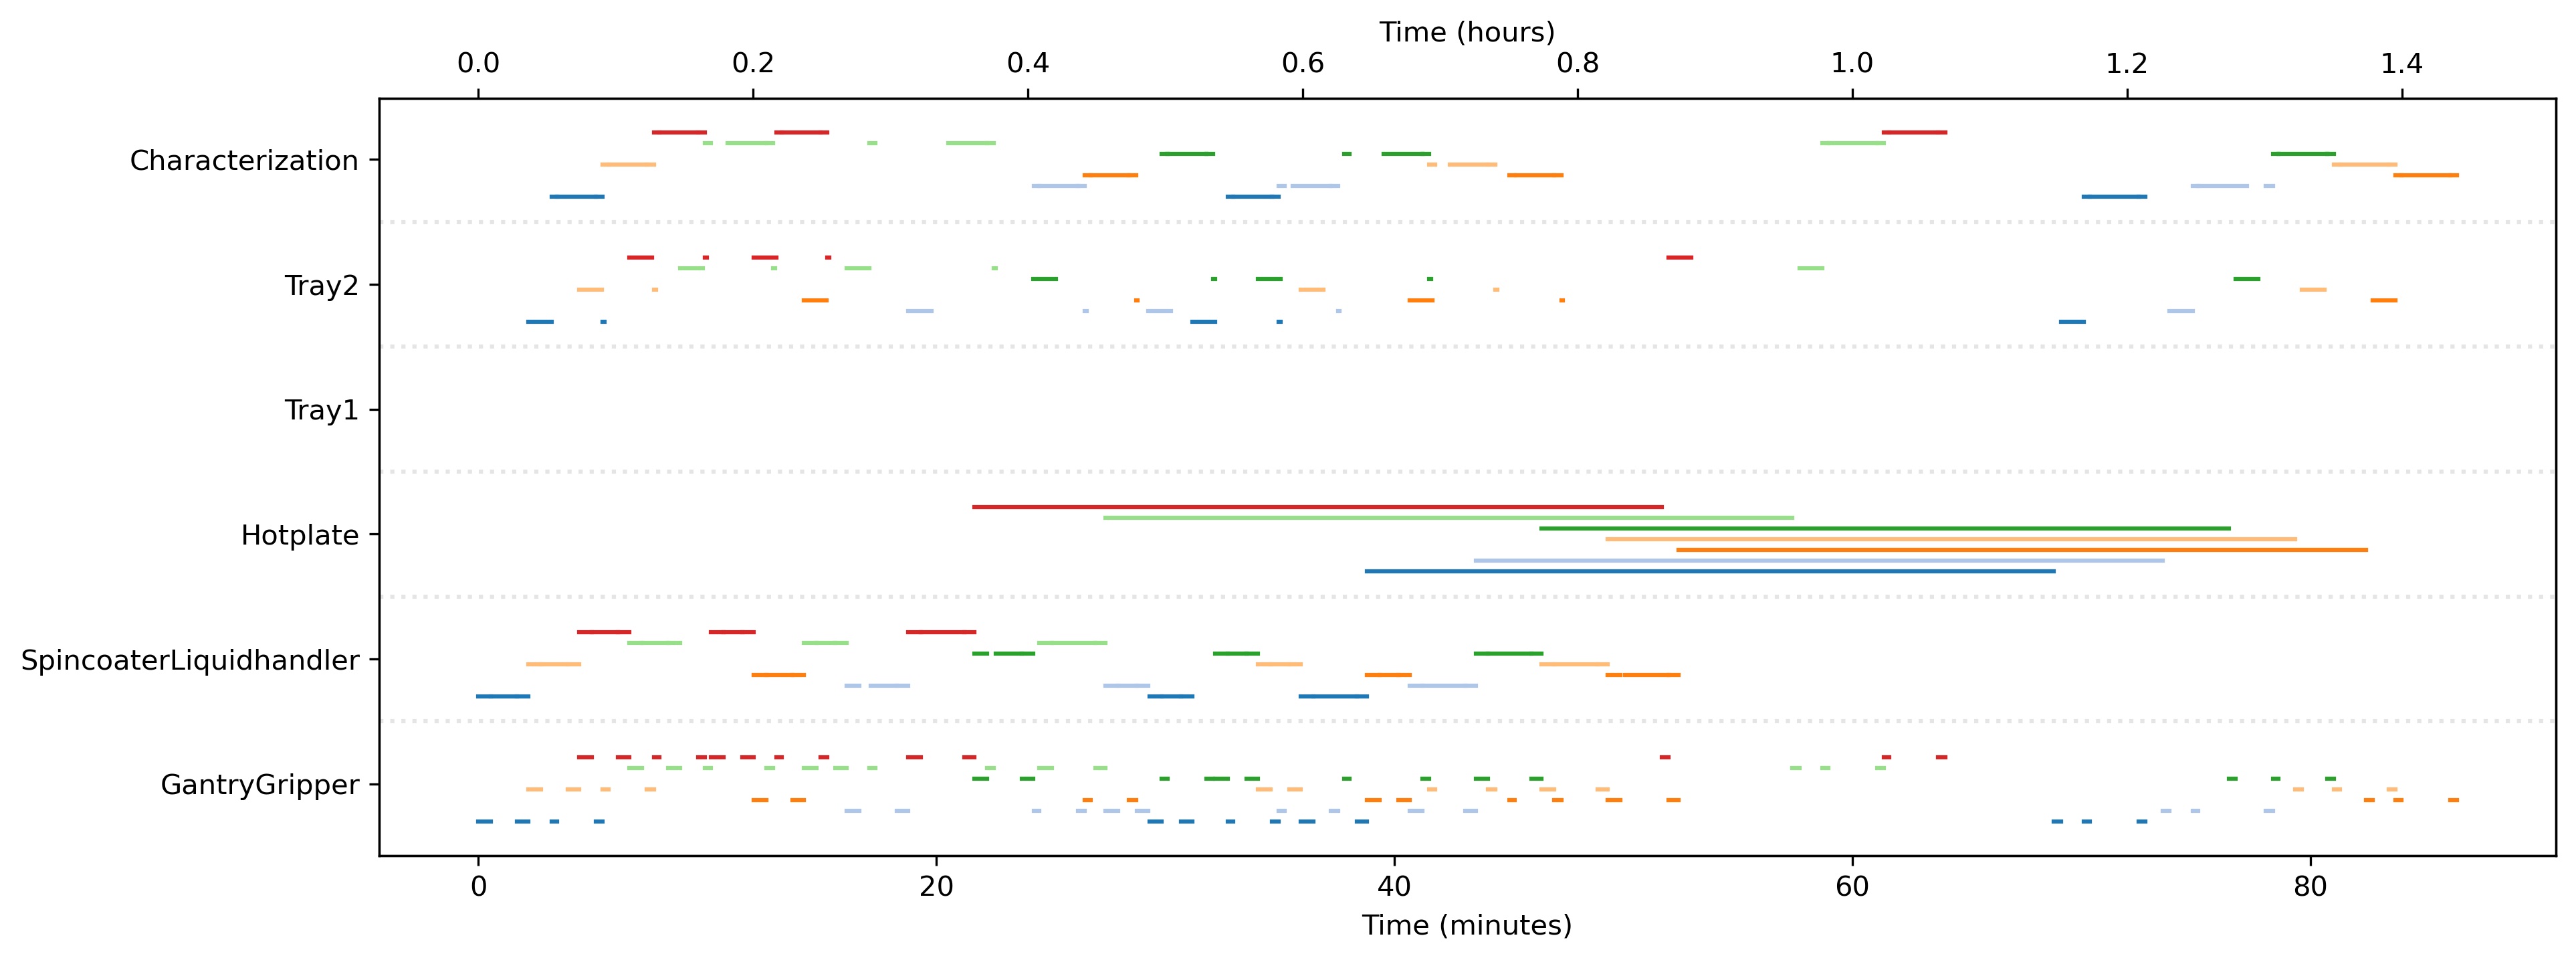 Time (hours)
0.0 0.2 0.4 0.6 0.8 1.0 1.2 1.4
Characterization
Tray2
Tray1
Hotplate
SpincoaterLiquidhandler
GantryGripper
0 20 40 60 80
Time (minutes)